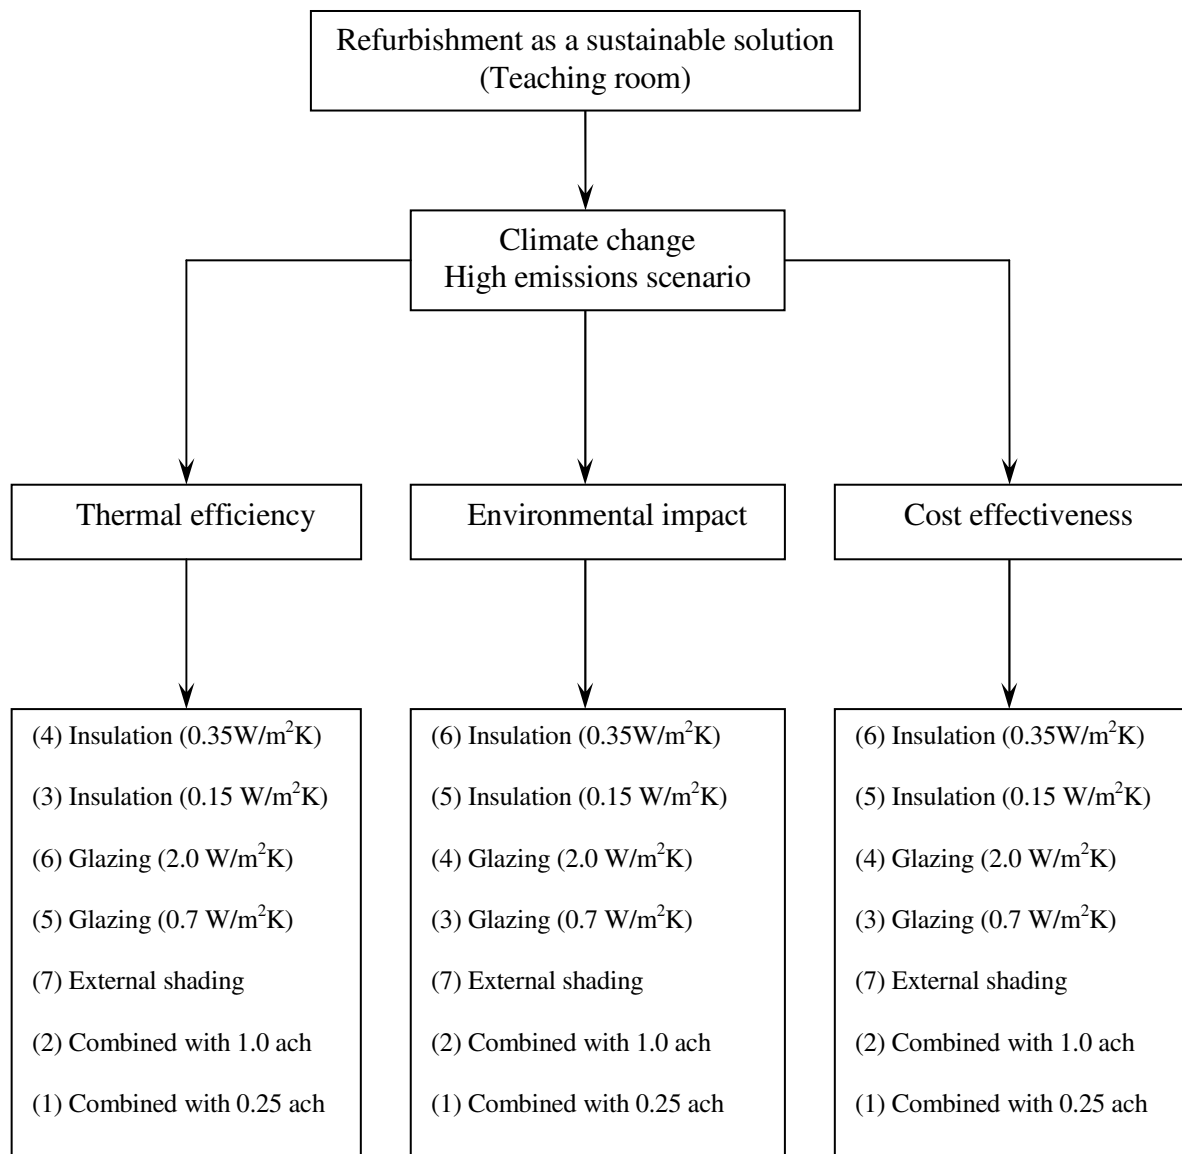 Refurbishment as a sustainable solution
(Teaching room)
Climate change
High emissions scenario
Thermal efficiency
Environmental impact
Cost effectiveness
(4) Insulation (0.35W/m²K)
(3) Insulation (0.15 W/m²K)
(6) Glazing (2.0 W/m²K)
(5) Glazing (0.7 W/m²K)
(7) External shading
(2) Combined with 1.0 ach
(1) Combined with 0.25 ach
(6) Insulation (0.35W/m²K)
(5) Insulation (0.15 W/m²K)
(4) Glazing (2.0 W/m²K)
(3) Glazing (0.7 W/m²K)
(7) External shading
(2) Combined with 1.0 ach
(1) Combined with 0.25 ach
(6) Insulation (0.35W/m²K)
(5) Insulation (0.15 W/m²K)
(4) Glazing (2.0 W/m²K)
(3) Glazing (0.7 W/m²K)
(7) External shading
(2) Combined with 1.0 ach
(1) Combined with 0.25 ach